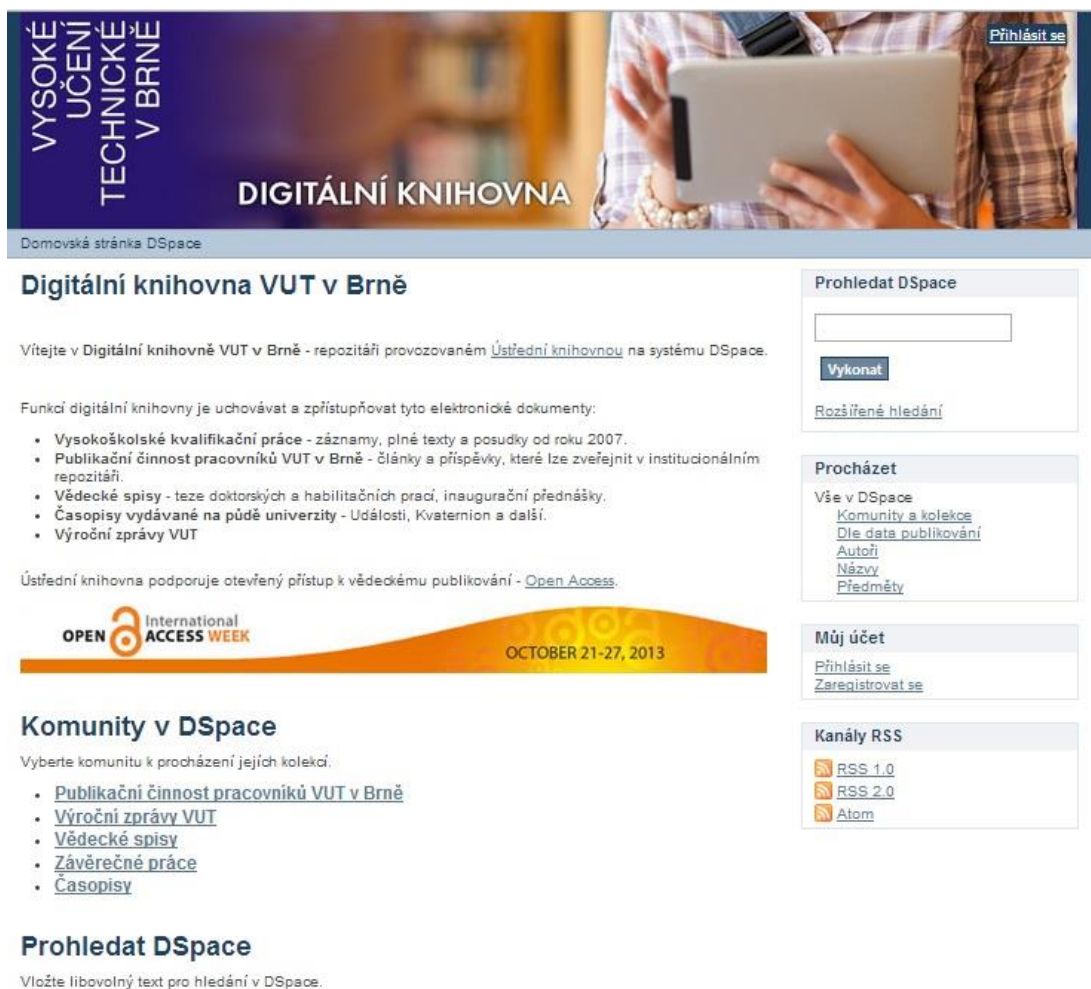 VYSOKÉ
UČENÍ
TECHNICKÉ
V BRNĚ
DIGITÁLNÍ KNIHOVNA
Přihlásit se
Domovská stránka DSpace
Digitální knihovna VUT v Brně
Vítejte v Digitální knihovně VUT v Brně - repozitáři provozovaném Ústřední knihovnou na systému DSpace.
Funkcí digitální knihovny je uchovávat a zpřístupňovat tyto elektronické dokumenty:
• Vysokoškolské kvalifikační práce - záznamy, plné texty a posudky od roku 2007.
• Publikační činnost pracovníků VUT v Brně - články a příspěvky, které lze zveřejnit v institucionálním
repozitáři.
• Vědecké spisy - teze doktorských a habilitačních prací, inaugurační přednášky.
• Časopisy vydávané na půdě univerzity - Události, Kvaternion a další.
• Výroční zprávy VUT
Ústřední knihovna podporuje otevřený přístup k vědeckému publikování - Open Access.
International
OPEN ACCESS WEEK
OCTOBER 21-27, 2013
Komunity v DSpace
Vyberte komunitu k procházení jejích kolekcí.
• Publikační činnost pracovníků VUT v Brně
• Výroční zprávy VUT
• Vědecké spisy
• Závěrečné práce
• Časopisy
Prohledat DSpace
Vložte libovolný text pro hledání v DSpace.
Prohledat DSpace
Vykonat
Rozšířené hledání
Procházet
Vše v DSpace
Komunity a kolekce
Dle data publikování
Autoři
Názvy
Předměty
Můj účet
Přihlásit se
Zaregistrovat se
Kanály RSS
RSS 1.0
RSS 2.0
Atom